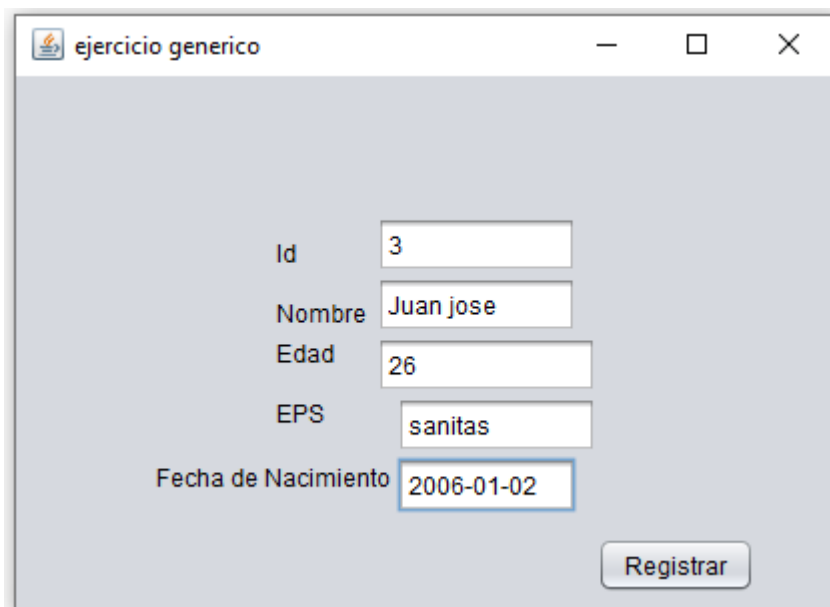 ejercicio generico
Id 3
Nombre Juan jose
Edad 26
EPS sanitas
Fecha de Nacimiento 2006-01-02
Registrar